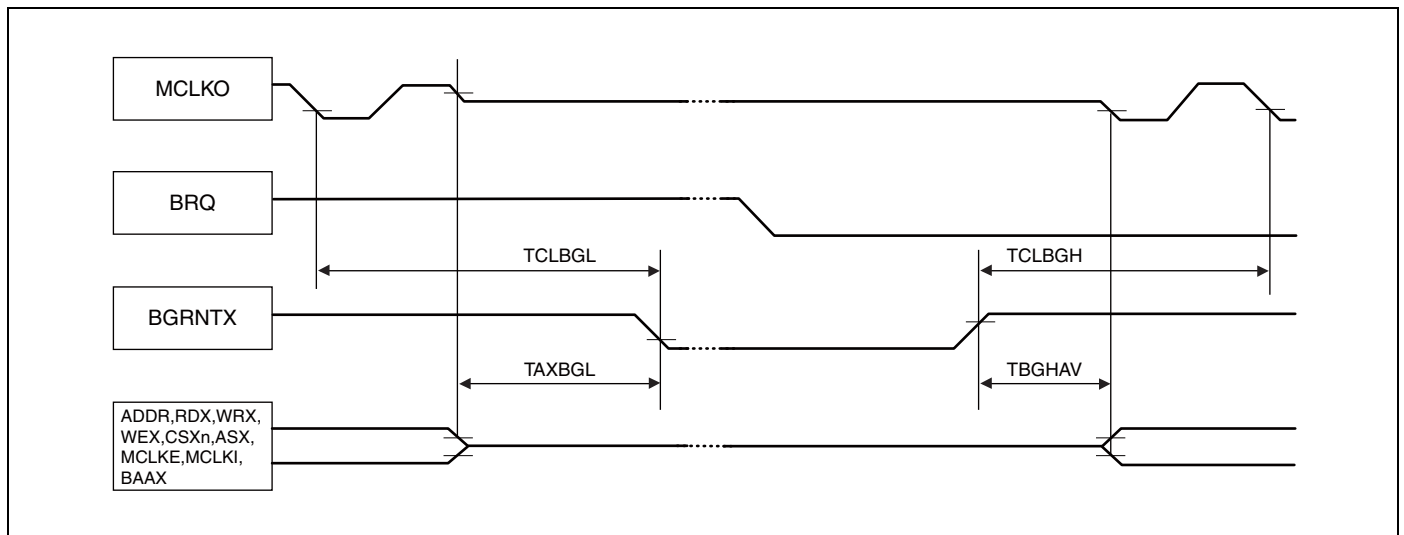 MCLKO
BRQ
TCLBGL
TCLBGH
BGRNTX
TAXBGL
TBGHAV
ADDR,RDX,WRX,
WEX,CSXn,ASX,
MCLKE,MCLKI,
BAAX